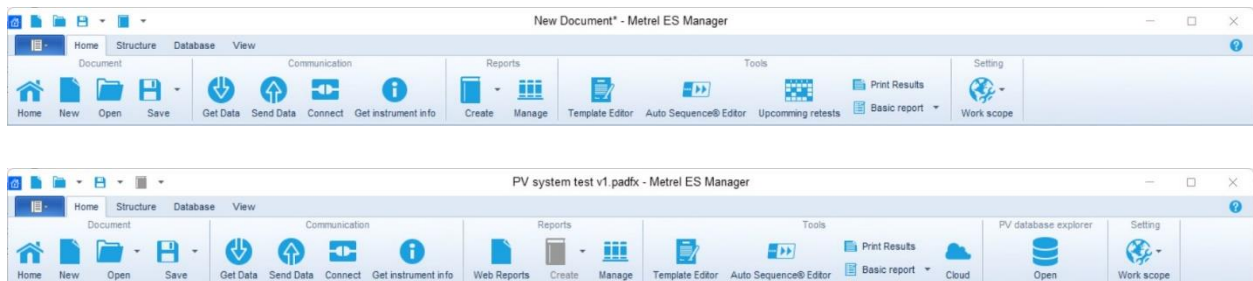 New Document* - Metrel ES Manager
Home Structure Database View
Document Communication Reports Tools Setting
Home New Open Save Get Data Send Data Connect Get instrument info Create Manage Template Editor Auto Sequence® Editor Upcomming retests Print Results Basic report Work scope
PV system test v1.padfx - Metrel ES Manager
Home Structure Database View
Document Communication Reports Tools PV database explorer Setting
Home New Open Save Get Data Send Data Connect Get instrument info Web Reports Create Manage Template Editor Auto Sequence® Editor Print Results Basic report Cloud Open Work scope